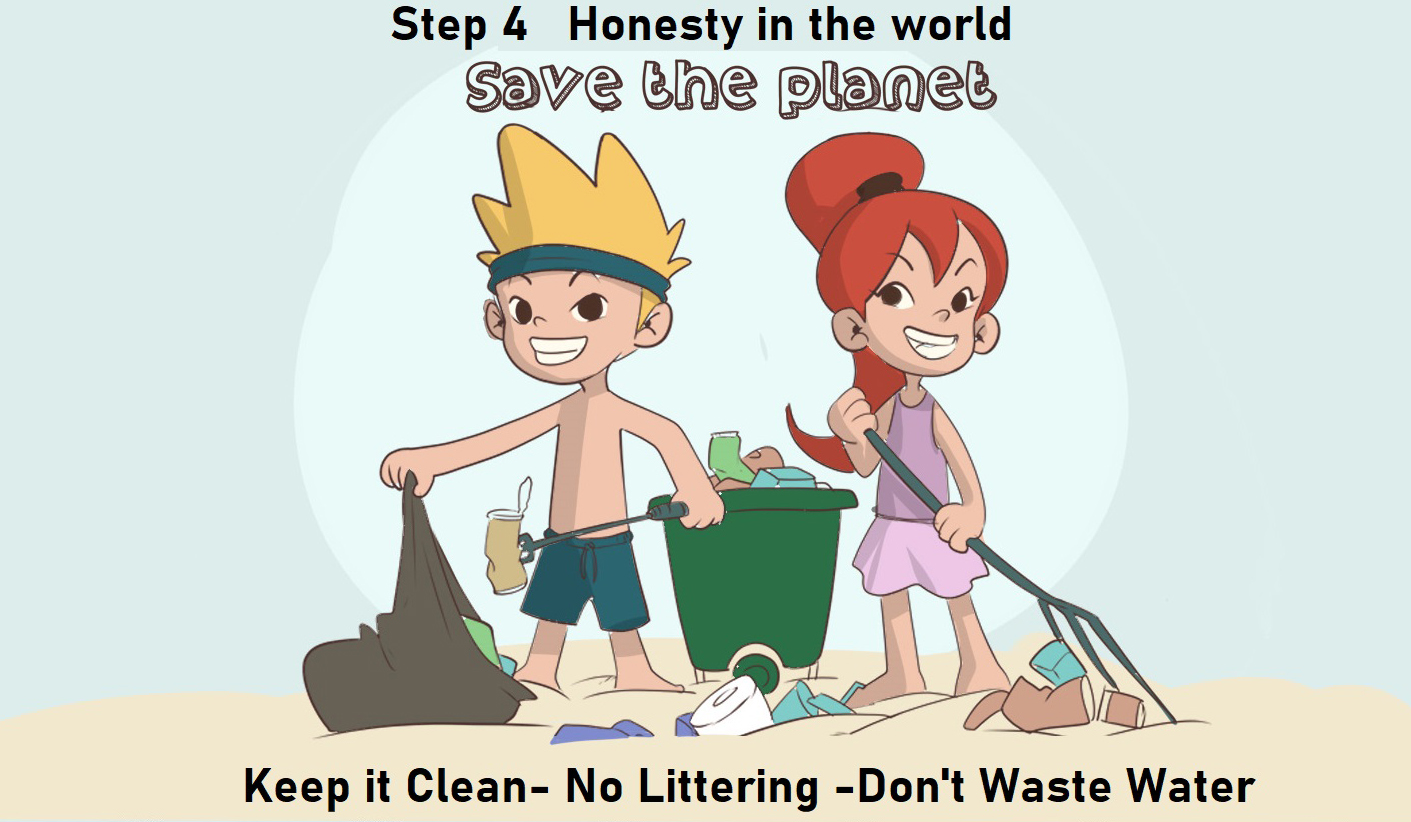 Step 4 Honesty in the world
Save the planet
Keep it Clean- No Littering -Don't Waste Water